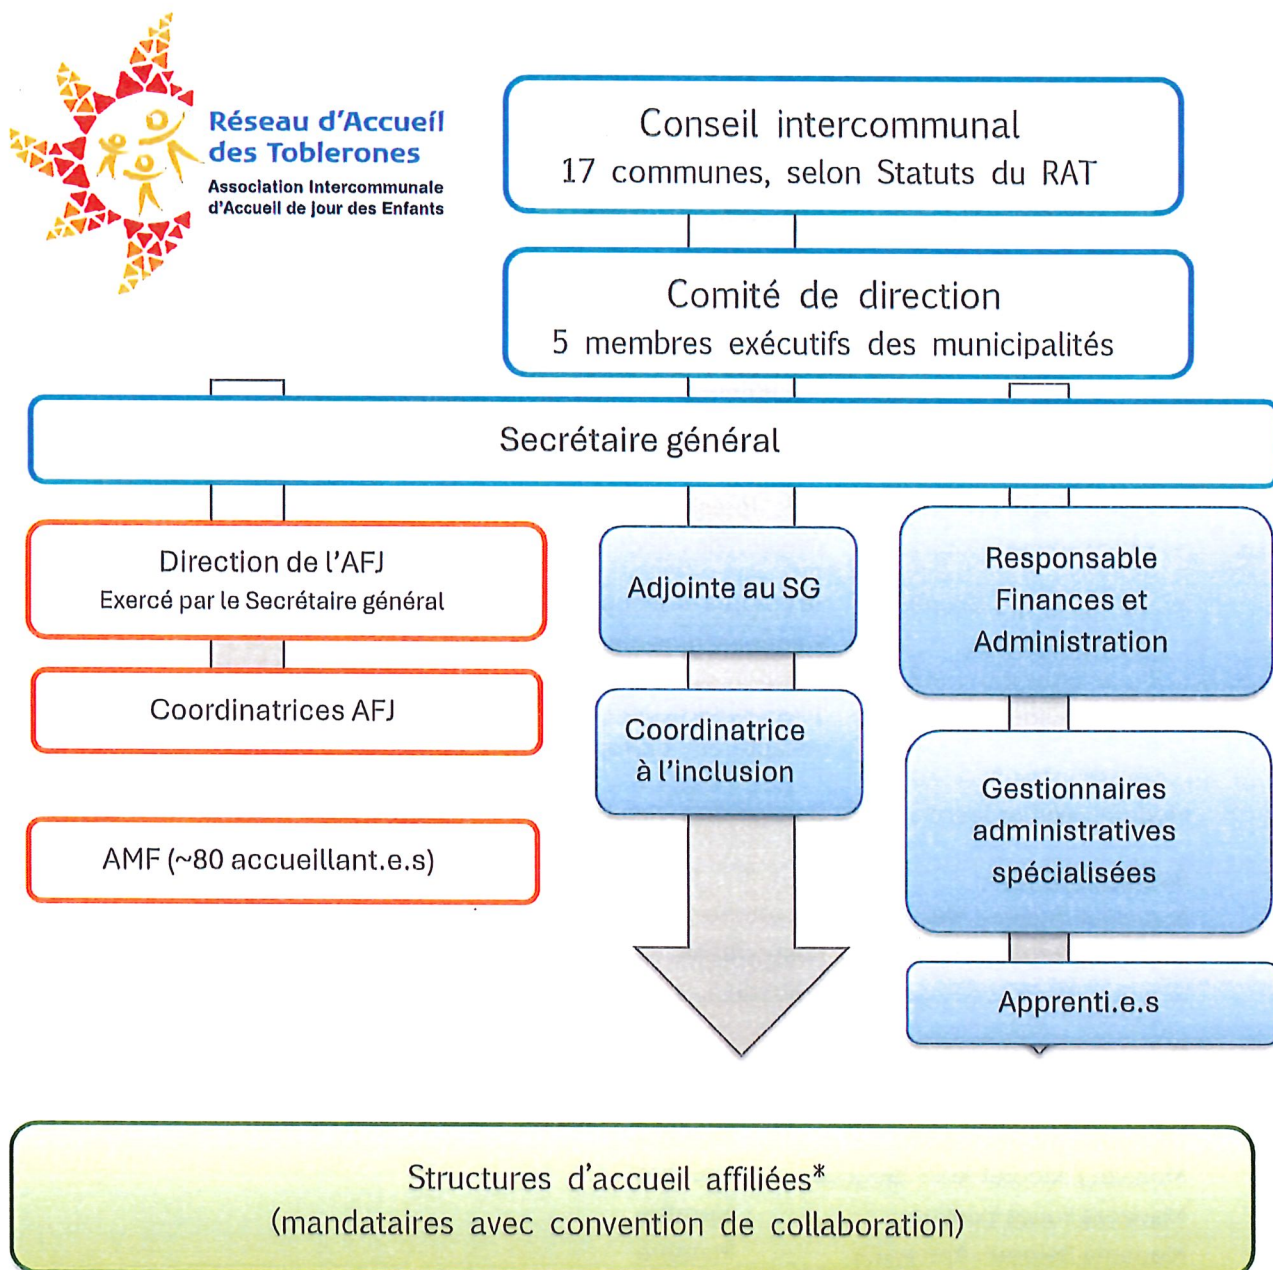 Réseau d'Accueil
des Toblerones
Association Intercommunale
d'Accueil de jour des Enfants
Conseil intercommunal
17 communes, selon Statuts du RAT
Comité de direction
5 membres exécutifs des municipalités
Secrétaire général
Direction de l'AFJ
Exercé par le Secrétaire général
Coordinatrices AFJ
AMF (~80 accueillant.e.s)
Adjointe au SG
Coordinatrice
à l'inclusion
Responsable
Finances et
Administration
Gestionnaires
administratives
spécialisées
Apprenti.e.s
Structures d'accueil affiliées*
(mandataires avec convention de collaboration)